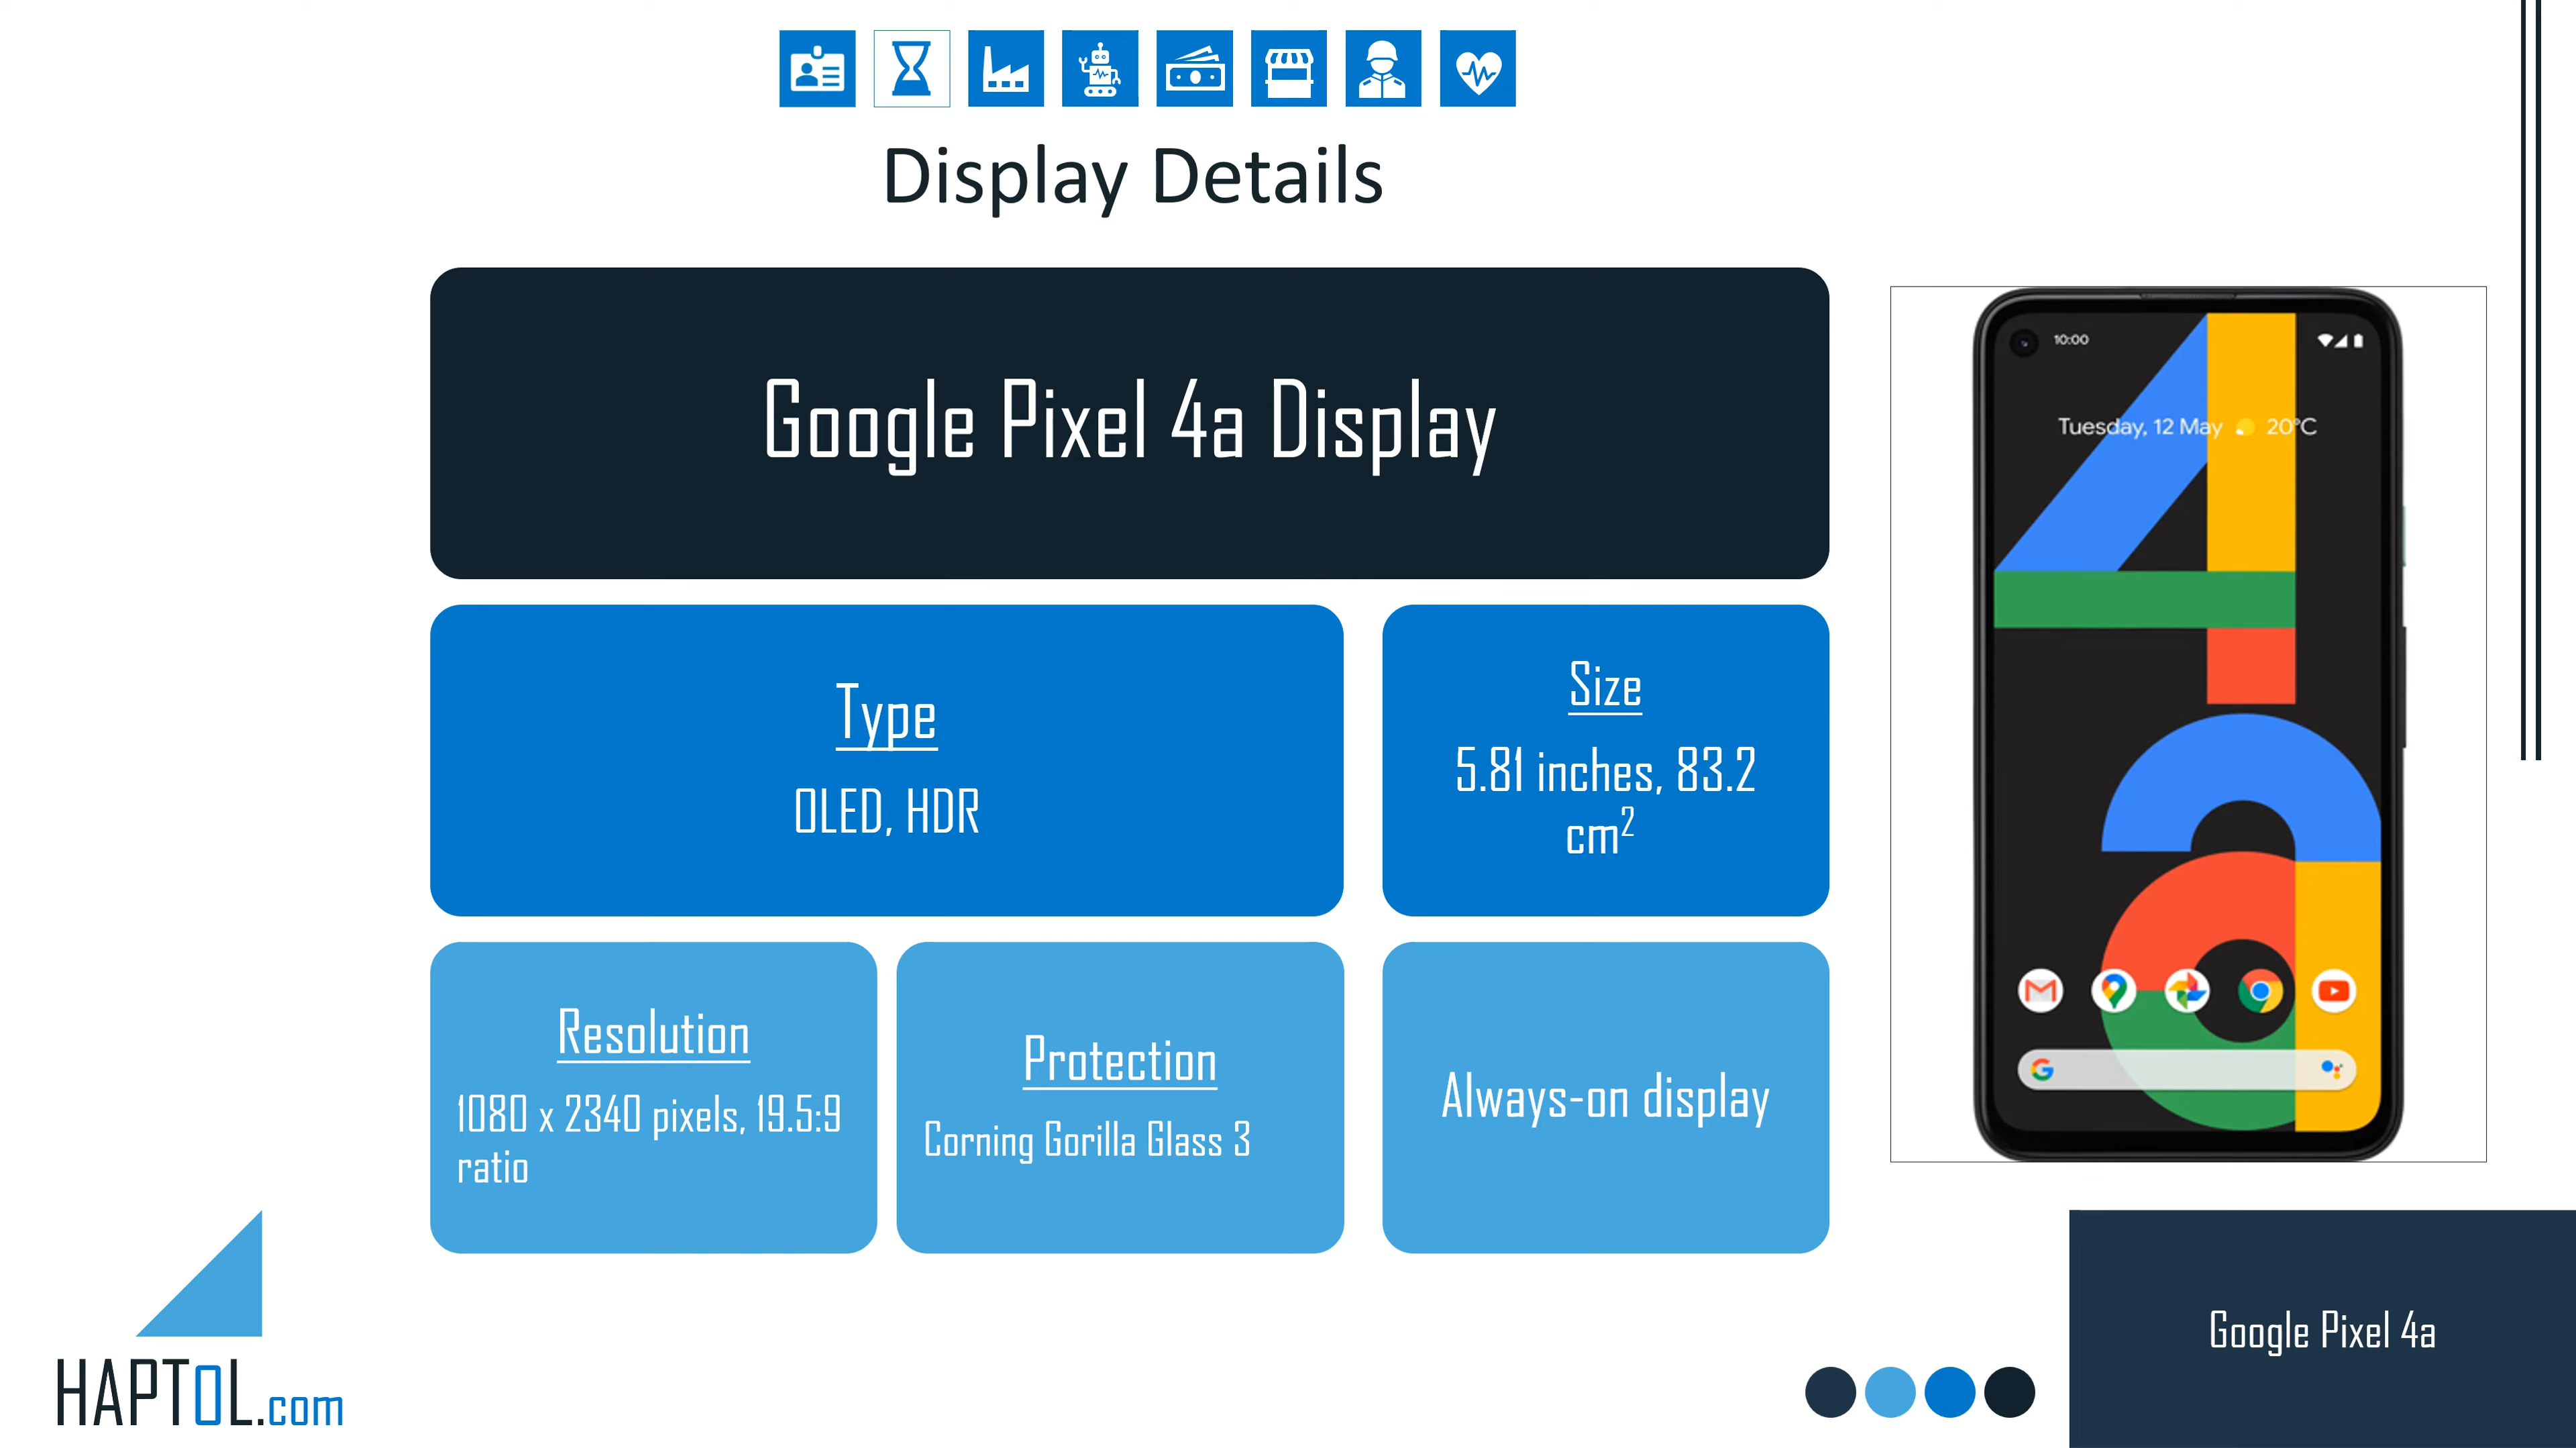 Display Details
Google Pixel 4a Display
Type
OLED, HDR
Size
5.81 inches, 83.2
cm²
Resolution
1080 x 2340 pixels, 19.5:9
ratio
Protection
Corning Gorilla Glass 3
Always-on display
10:00
Tuesday, 12 May 20°C
4a
G
HAPTOL.com
Google Pixel 4a